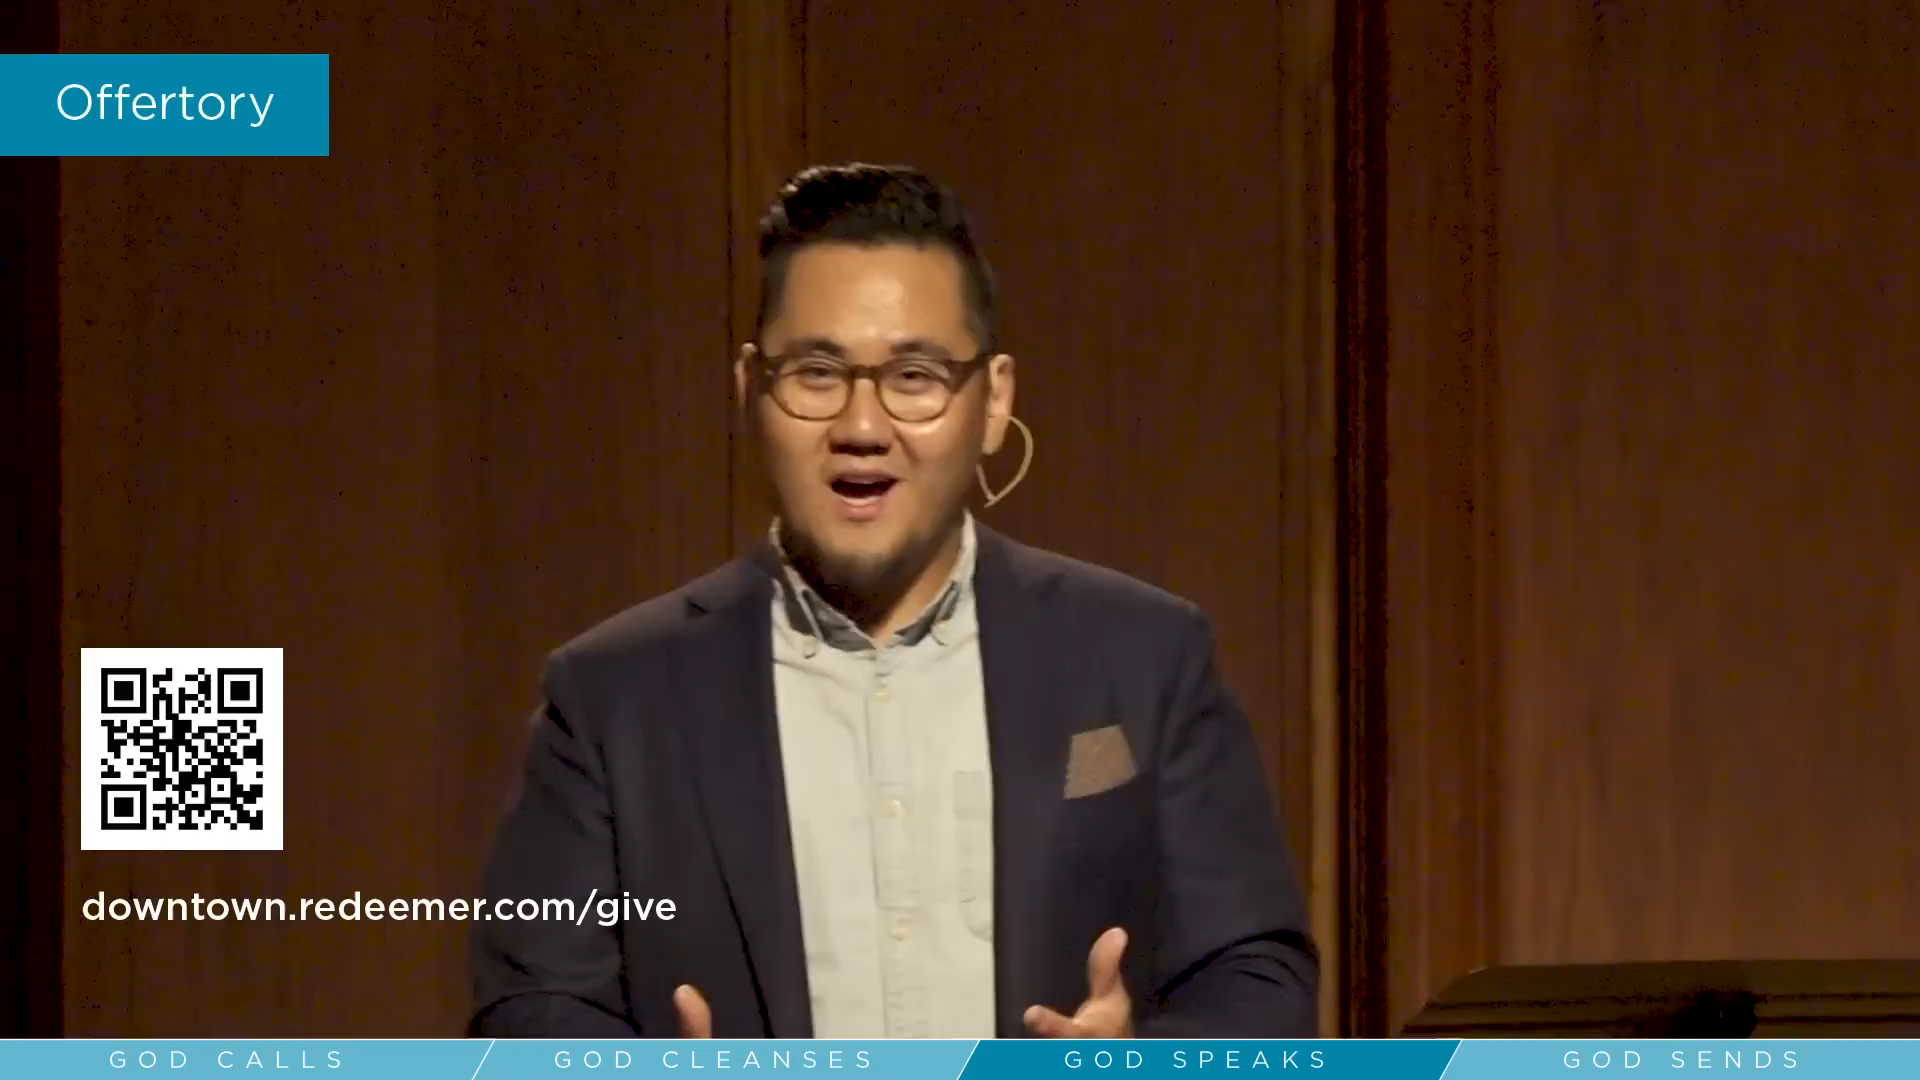 Offertory
downtown.redeemer.com/give
GOD CALLS
GOD CLEANSES
GOD SPEAKS
GOD SENDS